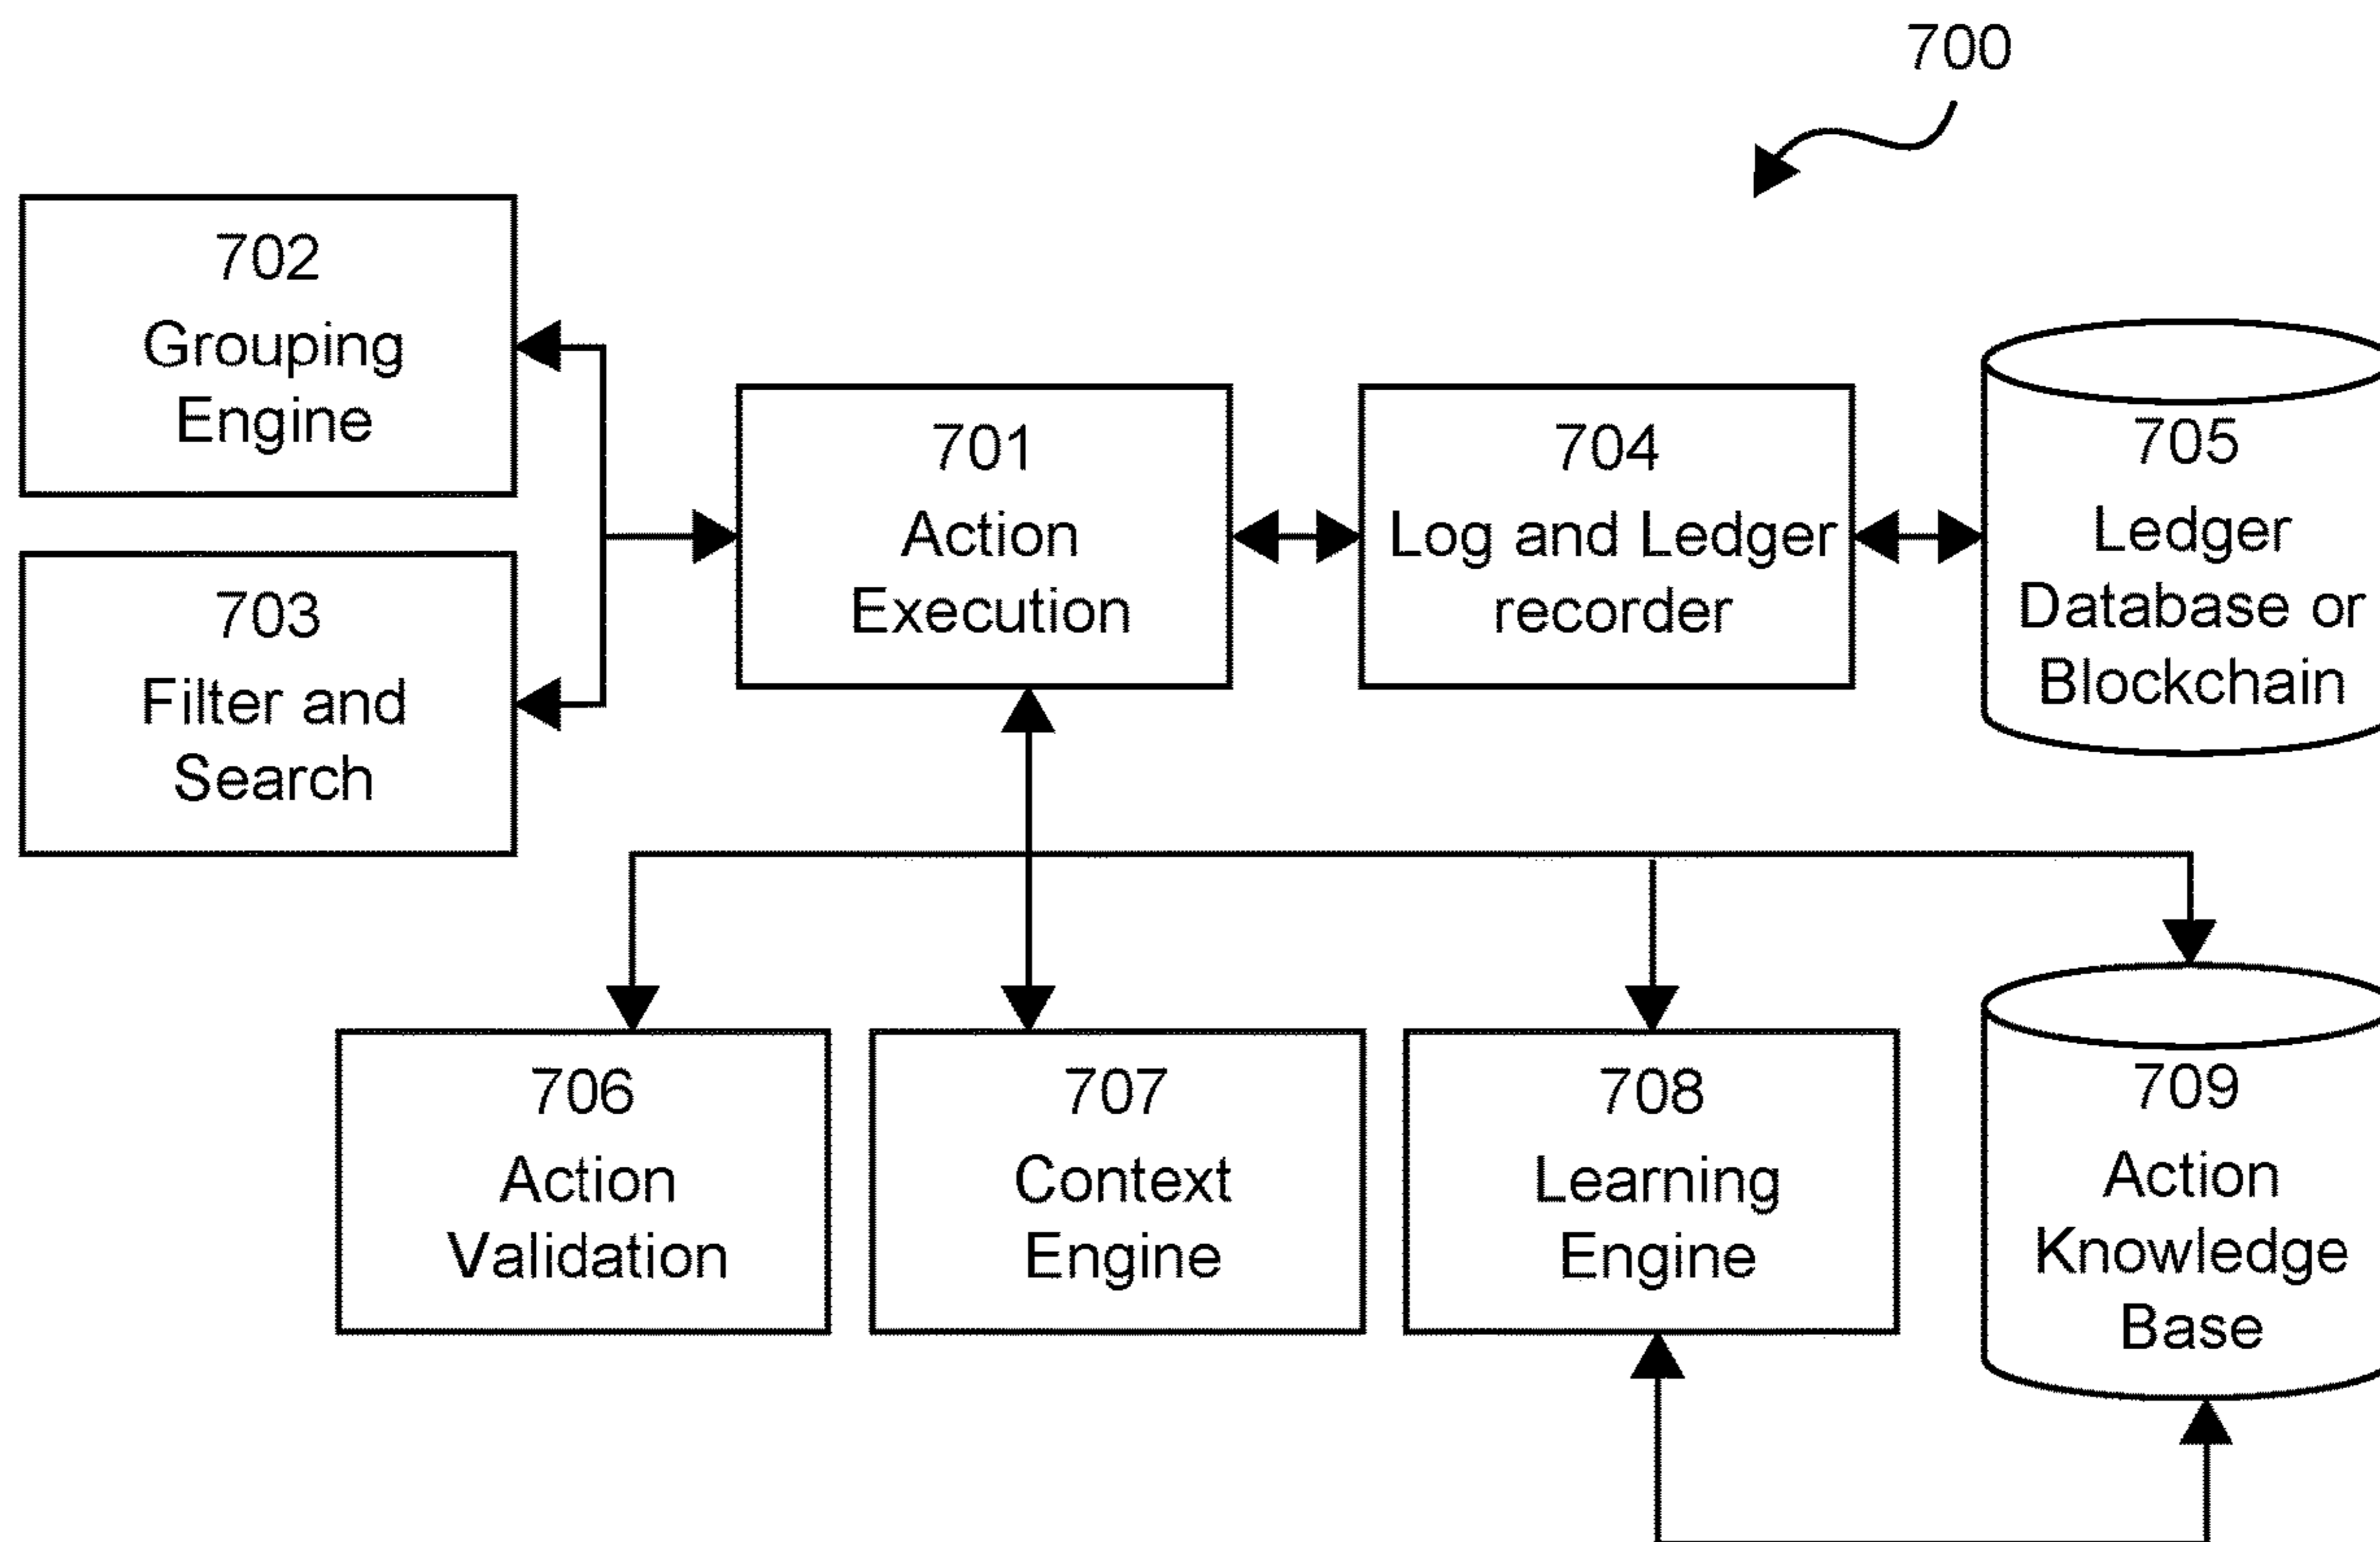 700
702
Grouping
Engine
703
Filter and
Search
701
Action
Execution
704
Log and Ledger
recorder
705
Ledger
Database or
Blockchain
706
Action
Validation
707
Context
Engine
708
Learning
Engine
709
Action
Knowledge
Base